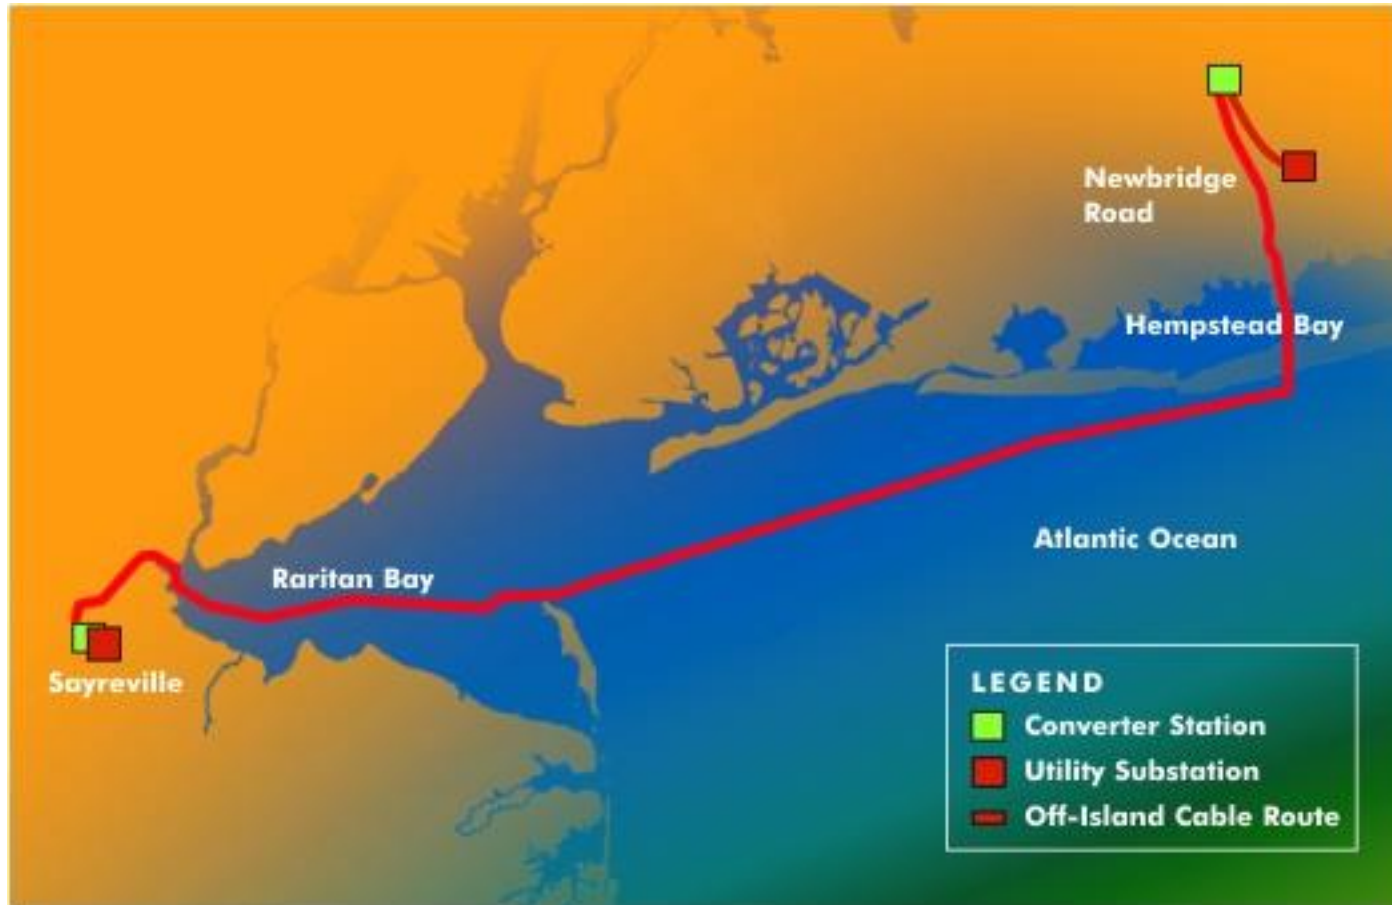 Newbridge
Road
Hempstead Bay
Atlantic Ocean
Raritan Bay
Sayreville
LEGEND
Converter Station
Utility Substation
Off-Island Cable Route